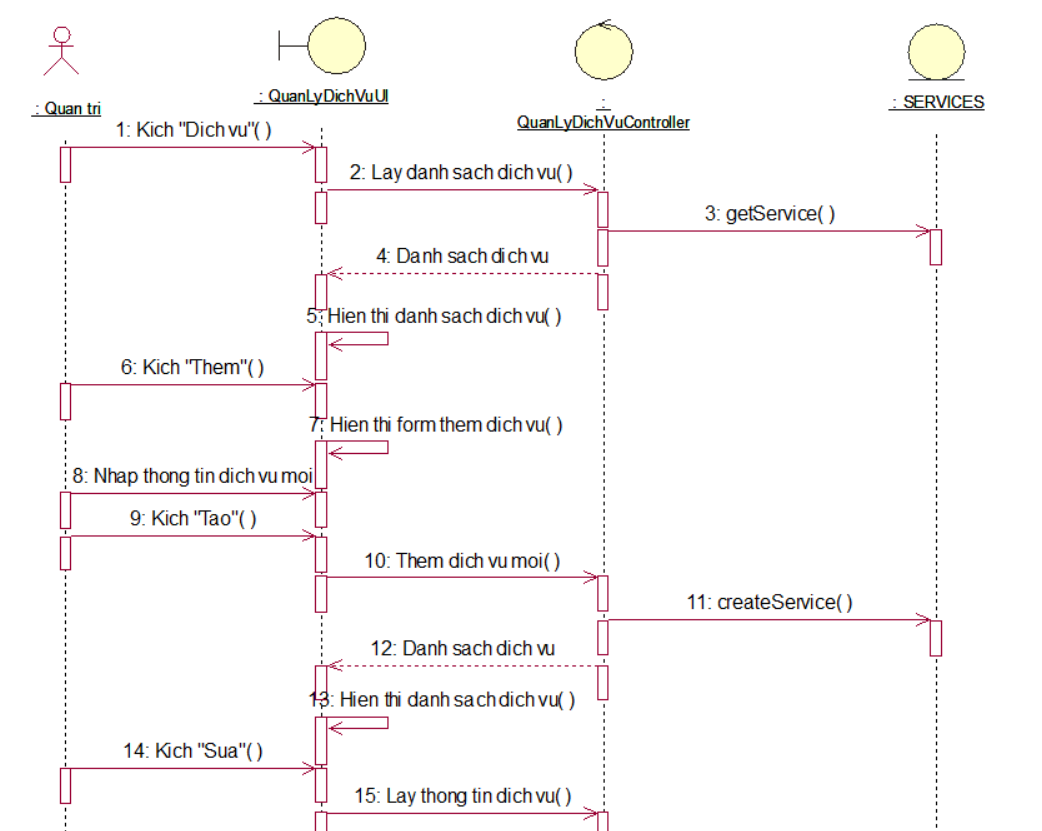 : Quan tri
: QuanLyDichVuUI
:
QuanLyDichVuController
: SERVICES
1: Kich "Dich vu"( )
2: Lay danh sach dich vu( )
3: getService( )
4: Danh sach dich vu
5: Hien thi danh sach dich vu( )
6: Kich "Them"( )
7: Hien thi form them dich vu( )
8: Nhap thong tin dich vu moi
9: Kich "Tao"( )
10: Them dich vu moi( )
11: createService( )
12: Danh sach dich vu
13: Hien thi danh sach dich vu( )
14: Kich "Sua"( )
15: Lay thong tin dich vu( )